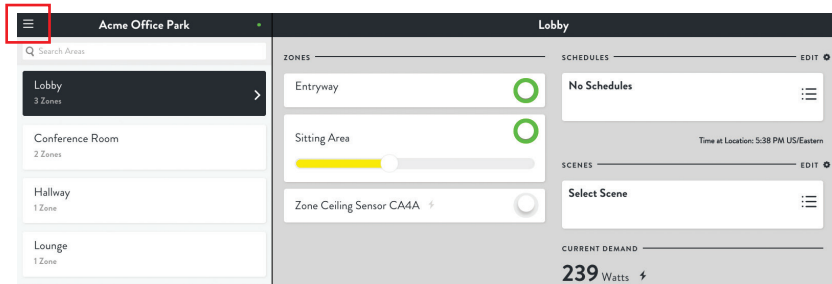 Acme Office Park
Lobby
Search Areas
Lobby
3 Zones
Conference Room
2 Zones
Hallway
1 Zone
Lounge
1 Zone
ZONES
Entryway
Sitting Area
Zone Ceiling Sensor CA4A
SCHEDULES EDIT
No Schedules
Time at Location: 5:38 PM US/Eastern
SCENES EDIT
Select Scene
CURRENT DEMAND
239 Watts